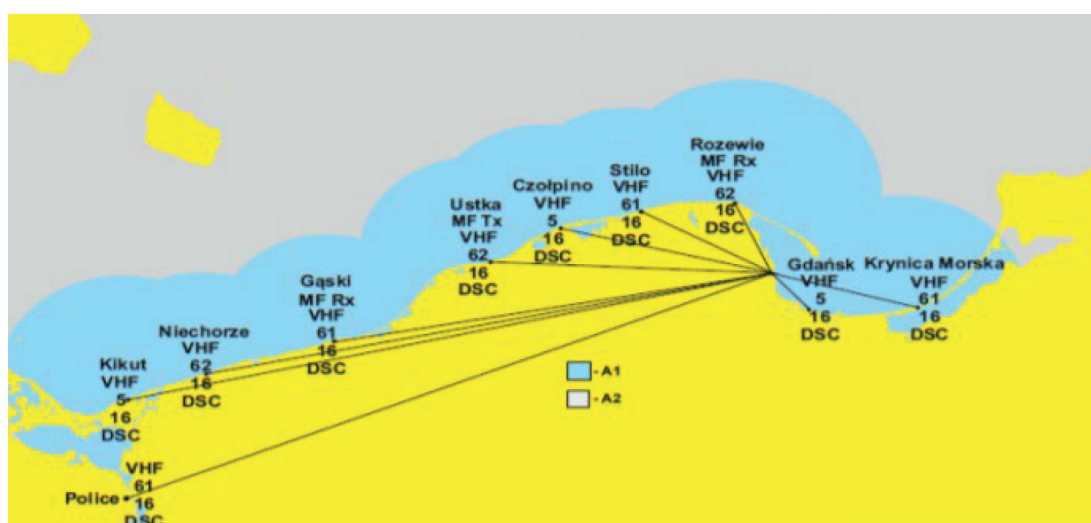 Kikut
VHF
5
16
DSC
Niechorze
VHF
62
16
DSC
Gąski
MF Rx
VHF
61
16
DSC
Ustka
MF Tx
VHF
62
16
DSC
Czołpino
VHF
5
16
DSC
Stilo
VHF
61
16
DSC
Rozewie
MF Rx
VHF
62
16
DSC
Gdańsk
VHF
5
16
DSC
Krynica Morska
VHF
61
16
DSC
- A1
- A2
VHF
61
Police
16
DSC